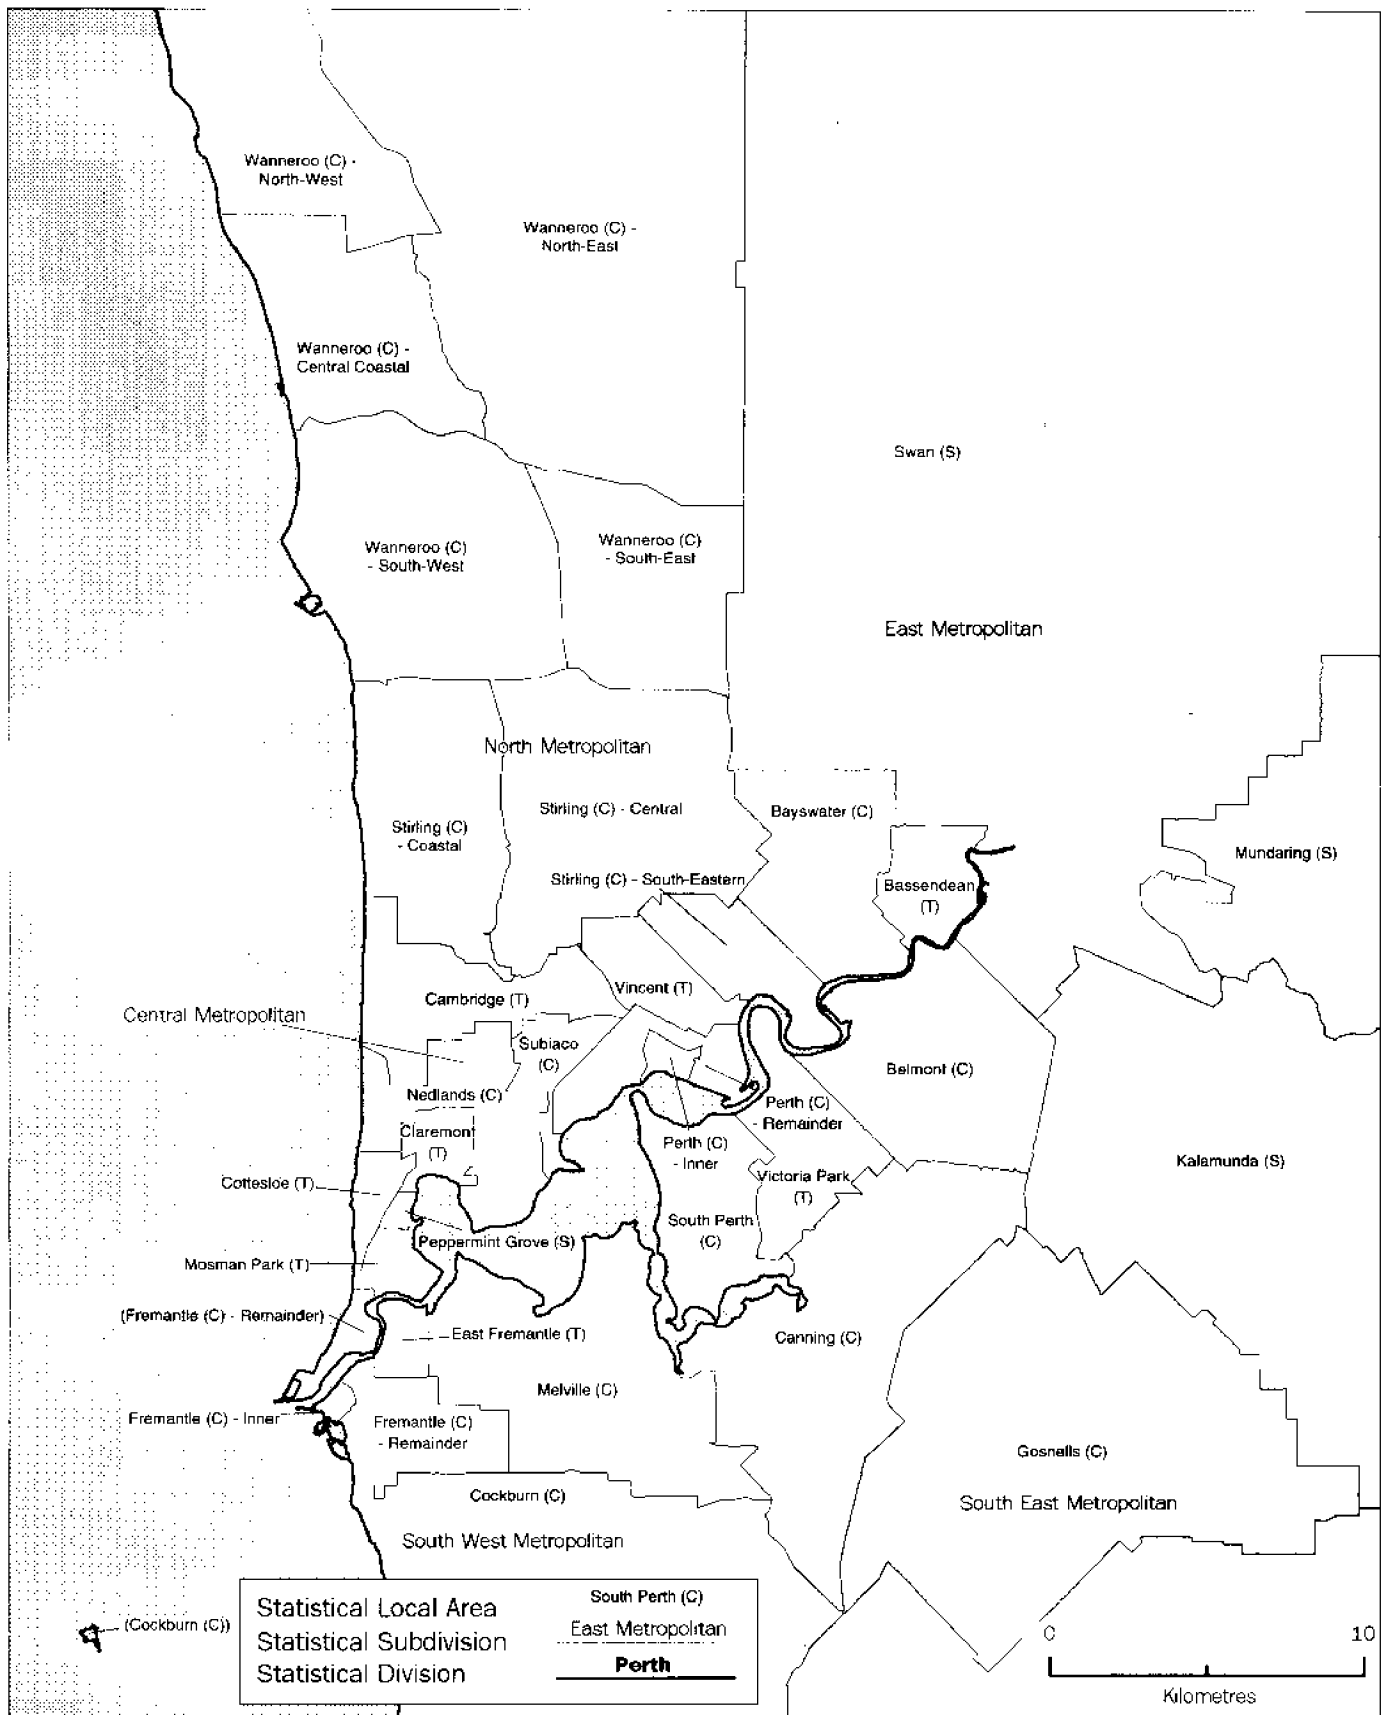 Wanneroo (C) -
North-West
Wanneroo (C) -
North-East
Wanneroo (C) -
Central Coastal
Swan (S)
Wanneroo (C)
- South-West
Wanneroo (C)
- South-East
East Metropolitan
North Metropolitan
Stirling (C) - Central
Bayswater (C)
Stirling (C)
- Coastal
Mundaring (S)
Stirling (C) - South-Eastern
Bassendean
(T)
Vincent (T)
Cambridge (T)
Central Metropolitan
Subiaco
(C)
Belmont (C)
Nedlands (C)
Perth (C)
- Remainder
Claremont
(T)
Perth (C)
- Inner
Kalamunda (S)
Victoria Park
(T)
Cottesloe (T)
South Perth
(C)
Peppermint Grove (S)
Mosman Park (T)
(Fremantle (C) - Remainder)
East Fremantle (T)
Canning (C)
Melville (C)
Fremantle (C) - Inner
Fremantle (C)
- Remainder
Gosnells (C)
Cockburn (C)
South East Metropolitan
South West Metropolitan
(Cockburn (C))
Statistical Local Area
South Perth (C)
Statistical Subdivision
East Metropolitan
Statistical Division
Perth
0
10
Kilometres